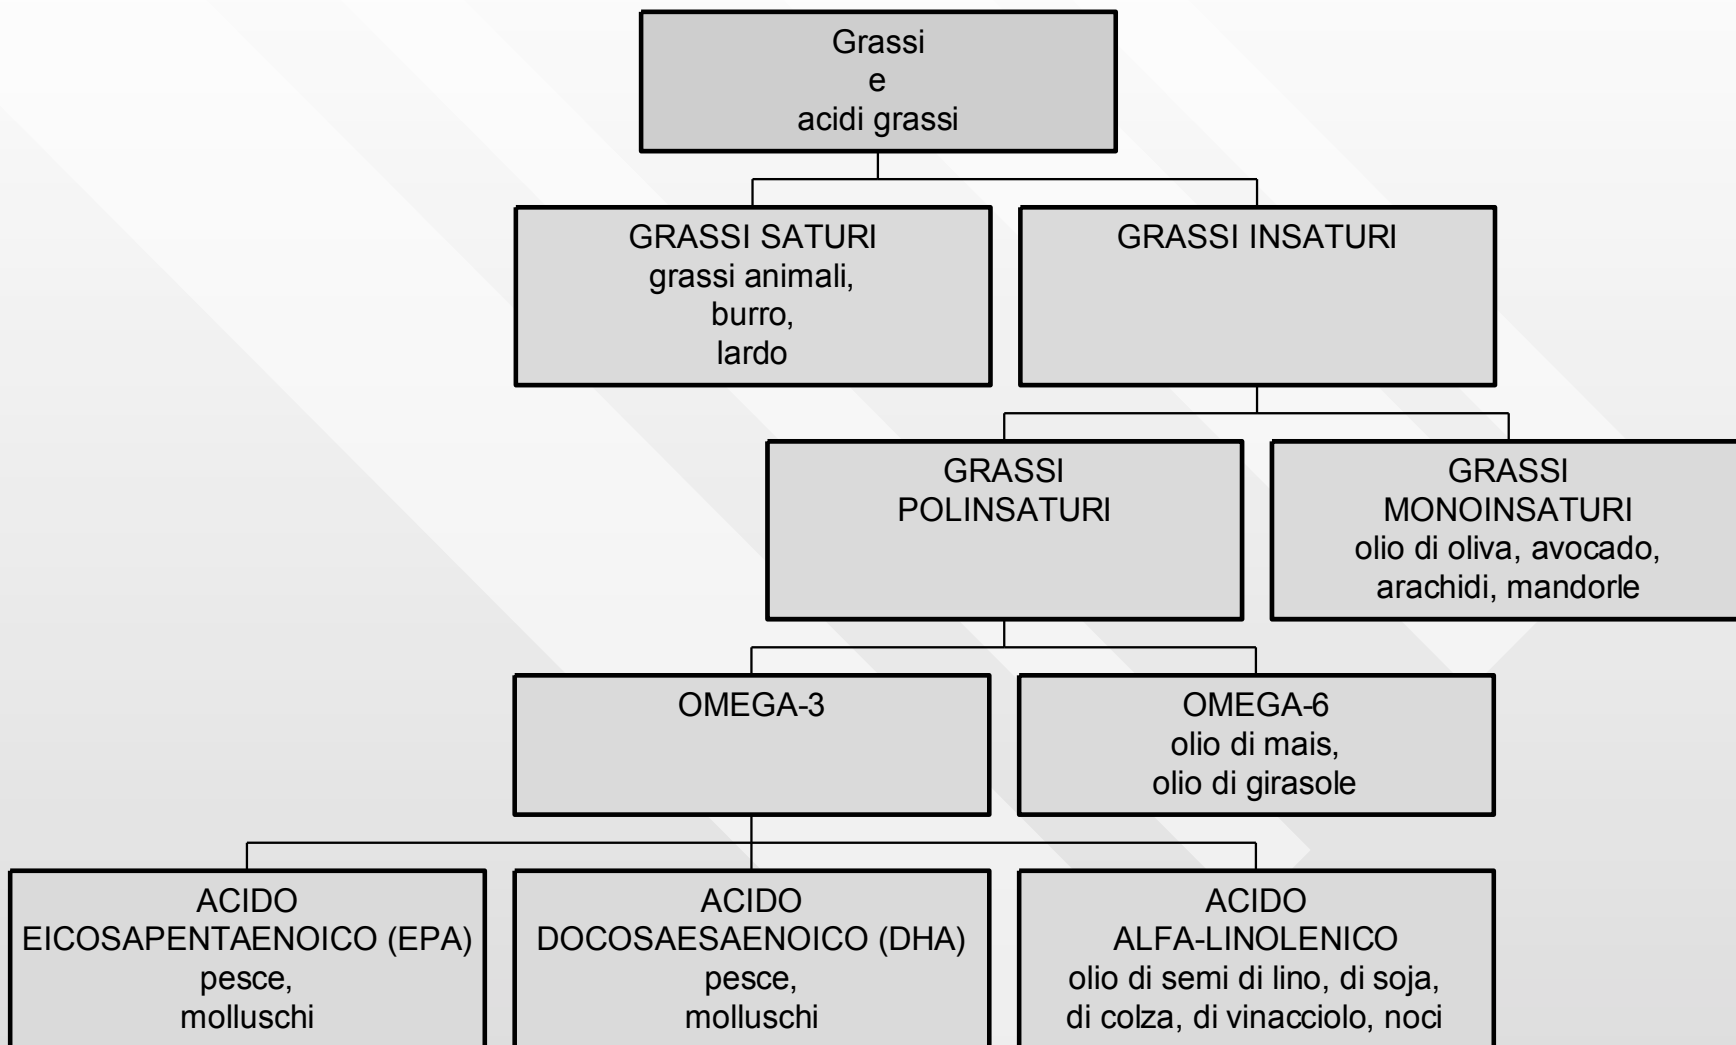 Grassi
e
acidi grassi
GRASSI SATURI
grassi animali,
burro,
lardo
GRASSI INSATURI
GRASSI
POLINSATURI
GRASSI
MONOINSATURI
olio di oliva, avocado,
arachidi, mandorle
OMEGA-3
OMEGA-6
olio di mais,
olio di girasole
ACIDO
EICOSAPENTAENOICO (EPA)
pesce,
molluschi
ACIDO
DOCOSAESAENOICO (DHA)
pesce,
molluschi
ACIDO
ALFA-LINOLENICO
olio di semi di lino, di soja,
di colza, di vinacciolo, noci